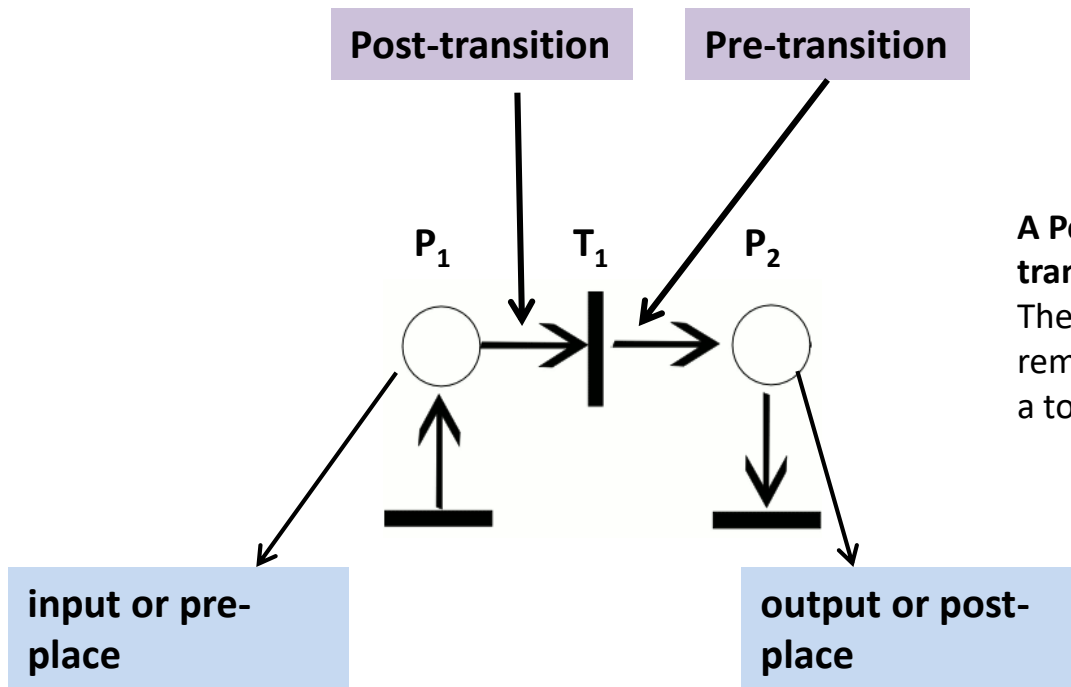 Post-transition
Pre-transition
P₁
T₁
P₂
A P
tran
The
rem
a to
input or pre-
place
output or post-
place